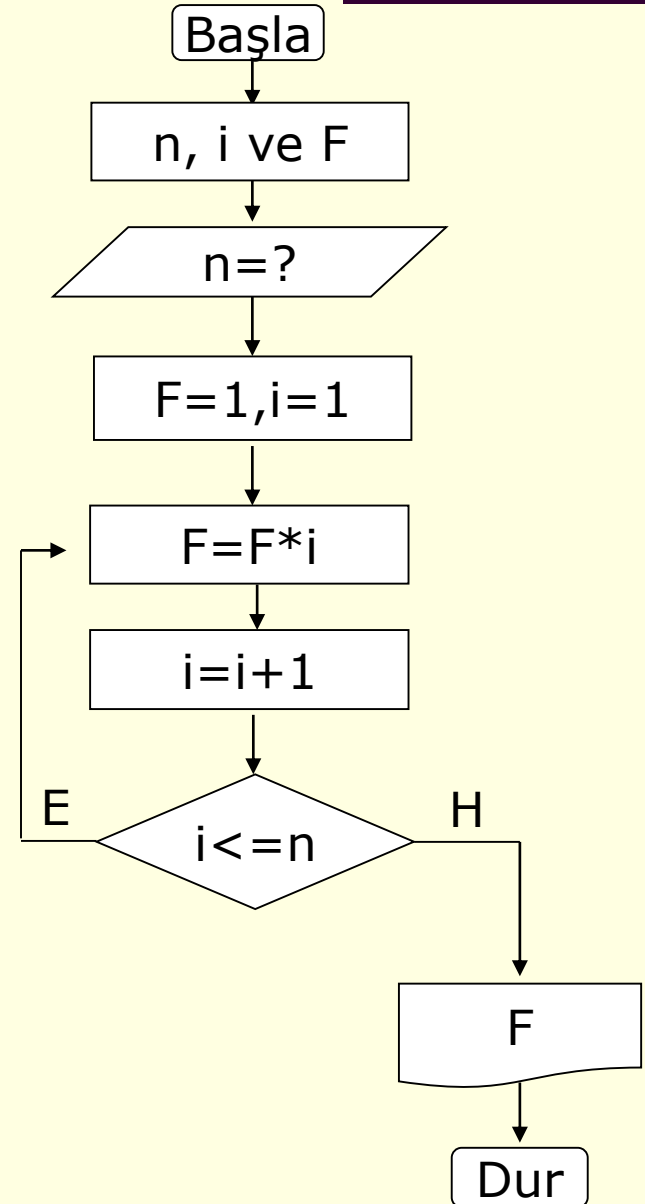 Başla
n, i ve F
n=?
F=1,i=1
F=F*i
i=i+1
E
H
i<=n
F
Dur